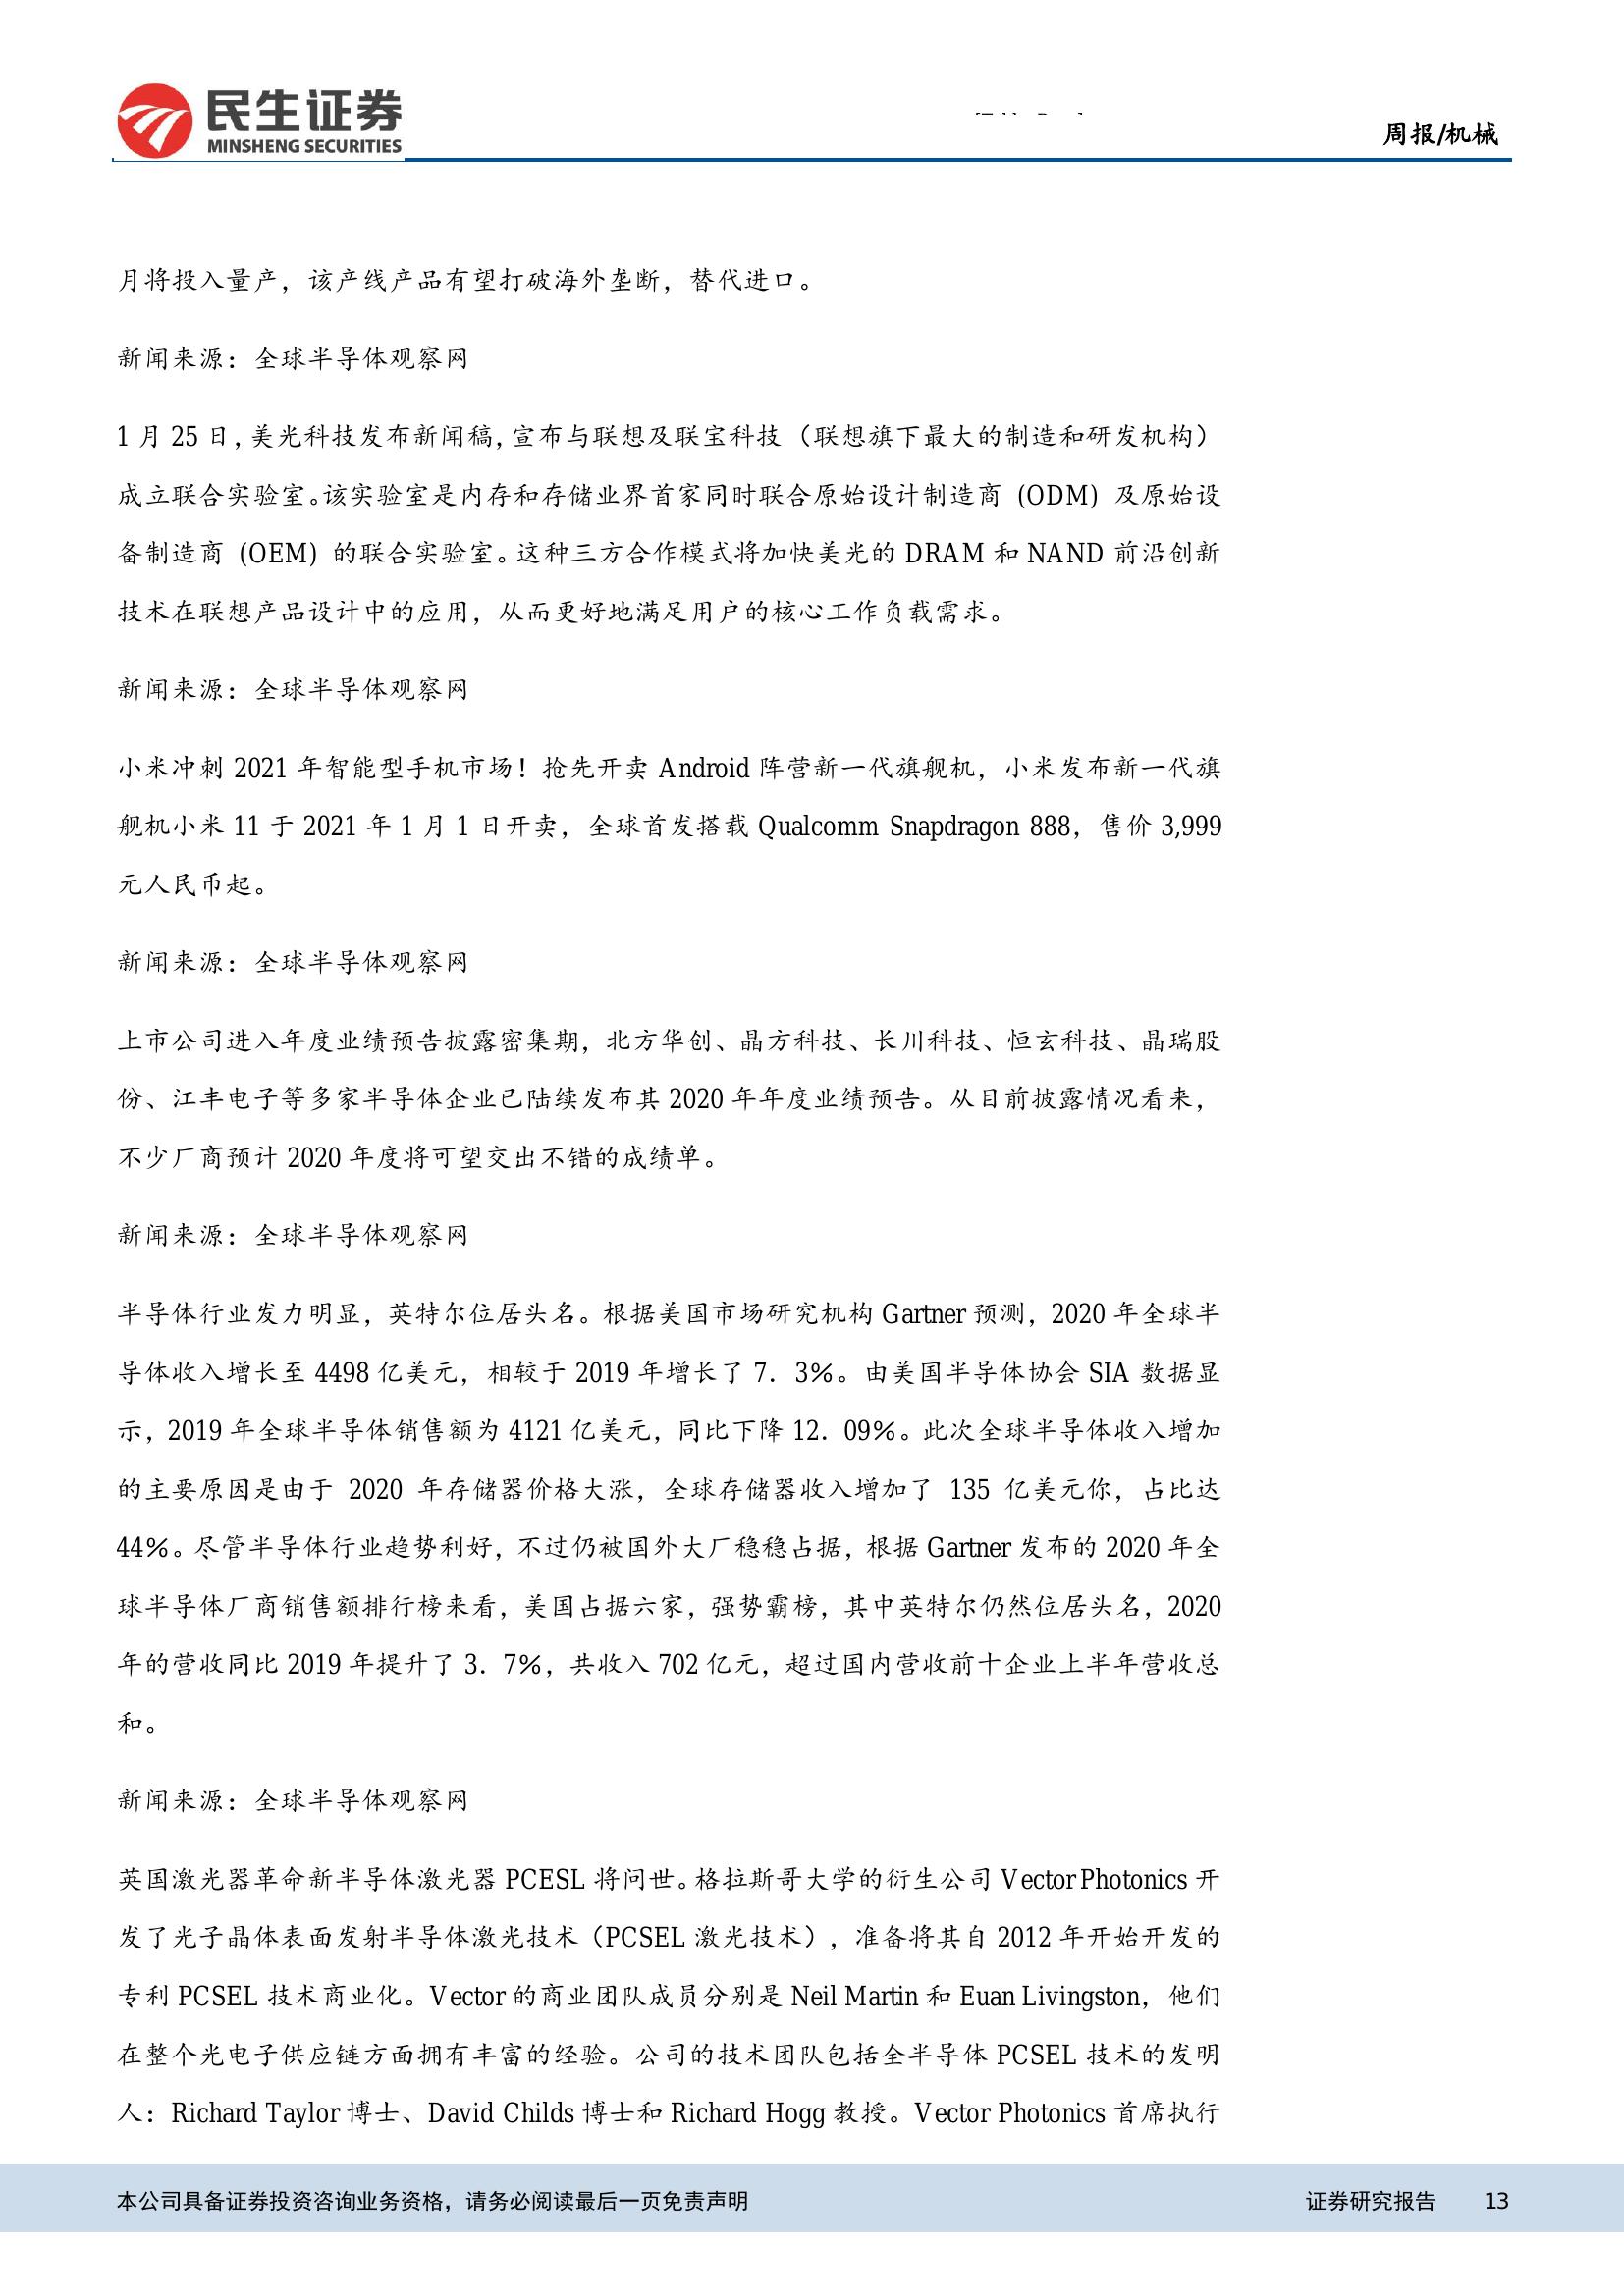 民生证券
MINSHENG SECURITIES
周报/机械
月将投入量产，该产线产品有望打破海外垄断，替代进口。
新闻来源：全球半导体观察网
1 月 25 日，美光科技发布新闻稿，宣布与联想及联宝科技（联想旗下最大的制造和研发机构）
成立联合实验室。该实验室是内存和存储业界首家同时联合原始设计制造商 (ODM) 及原始设
备制造商 (OEM) 的联合实验室。这种三方合作模式将加快美光的 DRAM 和 NAND 前沿创新
技术在联想产品设计中的应用，从而更好地满足用户的核心工作负载需求。
新闻来源：全球半导体观察网
小米冲刺 2021 年智能型手机市场！抢先开卖 Android 阵营新一代旗舰机，小米发布新一代旗
舰机小米 11 于 2021 年 1 月 1 日开卖，全球首发搭载 Qualcomm Snapdragon 888，售价 3,999
元人民币起。
新闻来源：全球半导体观察网
上市公司进入年度业绩预告披露密集期，北方华创、晶方科技、长川科技、恒玄科技、晶瑞股
份、江丰电子等多家半导体企业已陆续发布其 2020 年年度业绩预告。从目前披露情况看来，
不少厂商预计 2020 年度将可望交出不错的成绩单。
新闻来源：全球半导体观察网
半导体行业发力明显，英特尔位居头名。根据美国市场研究机构 Gartner 预测，2020 年全球半
导体收入增长至 4498 亿美元，相较于 2019 年增长了 7．3%。由美国半导体协会 SIA 数据显
示，2019 年全球半导体销售额为 4121 亿美元，同比下降 12．09%。此次全球半导体收入增加
的主要原因是由于 2020 年存储器价格大涨，全球存储器收入增加了 135 亿美元你，占比达
44%。尽管半导体行业趋势利好，不过仍被国外大厂稳稳占据，根据 Gartner 发布的 2020 年全
球半导体厂商销售额排行榜来看，美国占据六家，强势霸榜，其中英特尔仍然位居头名，2020
年的营收同比 2019 年提升了 3．7%，共收入 702 亿元，超过国内营收前十企业上半年营收总
和。
新闻来源：全球半导体观察网
英国激光器革命新半导体激光器 PCESL 将问世。格拉斯哥大学的衍生公司 Vector Photonics 开
发了光子晶体表面发射半导体激光技术（PCSEL 激光技术），准备将其自 2012 年开始开发的
专利 PCSEL 技术商业化。Vector 的商业团队成员分别是 Neil Martin 和 Euan Livingston，他们
在整个光电子供应链方面拥有丰富的经验。公司的技术团队包括全半导体 PCSEL 技术的发明
人：Richard Taylor 博士、David Childs 博士和 Richard Hogg 教授。Vector Photonics 首席执行
本公司具备证券投资咨询业务资格，请务必阅读最后一页免责声明
证券研究报告 13